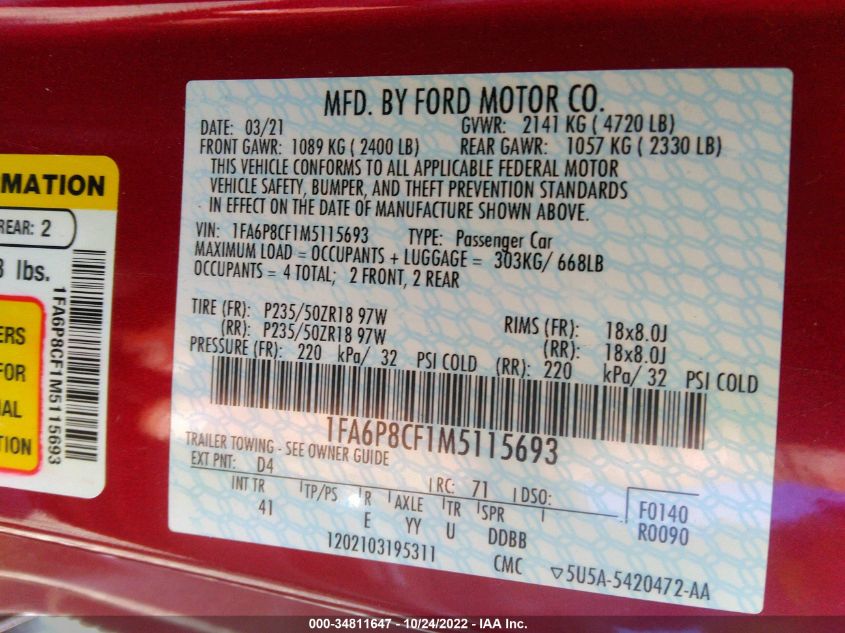 MFD. BY FORD MOTOR CO.
DATE: 03/21 GVWR: 2141 KG ( 4720 LB)
FRONT GAWR: 1089 KG ( 2400 LB) REAR GAWR: 1057 KG ( 2330 LB)
THIS VEHICLE CONFORMS TO ALL APPLICABLE FEDERAL MOTOR
VEHICLE SAFETY, BUMPER, AND THEFT PREVENTION STANDARDS
IN EFFECT ON THE DATE OF MANUFACTURE SHOWN ABOVE.
VIN: 1FA6P8CF1M5115693 TYPE: Passenger Car
MAXIMUM LOAD = OCCUPANTS + LUGGAGE = 303KG/ 668LB
OCCUPANTS = 4 TOTAL; 2 FRONT, 2 REAR
TIRE (FR): P235/50ZR18 97W RIMS (FR): 18x8.0J
(RR): P235/50ZR18 97W (RR): 18x8.0J
PRESSURE (FR): 220 kPa/ 32 PSI COLD (RR): 220 kPa/ 32 PSI COLD
1FA6P8CF1M5115693
TRAILER TOWING - SEE OWNER GUIDE
EXT PNT: D4 RC: 71 DSO:
INT TR TP/PS R AXLE TR SPR F0140
41 E YY U DDBB R0090
1202103195311 CMC ▽5U5A-5420472-AA
RMATION
REAR: 2
lbs.
ERS
FOR
TION
1FA6P8CF1M5115693
000-34811647 - 10/24/2022 - IAA Inc.